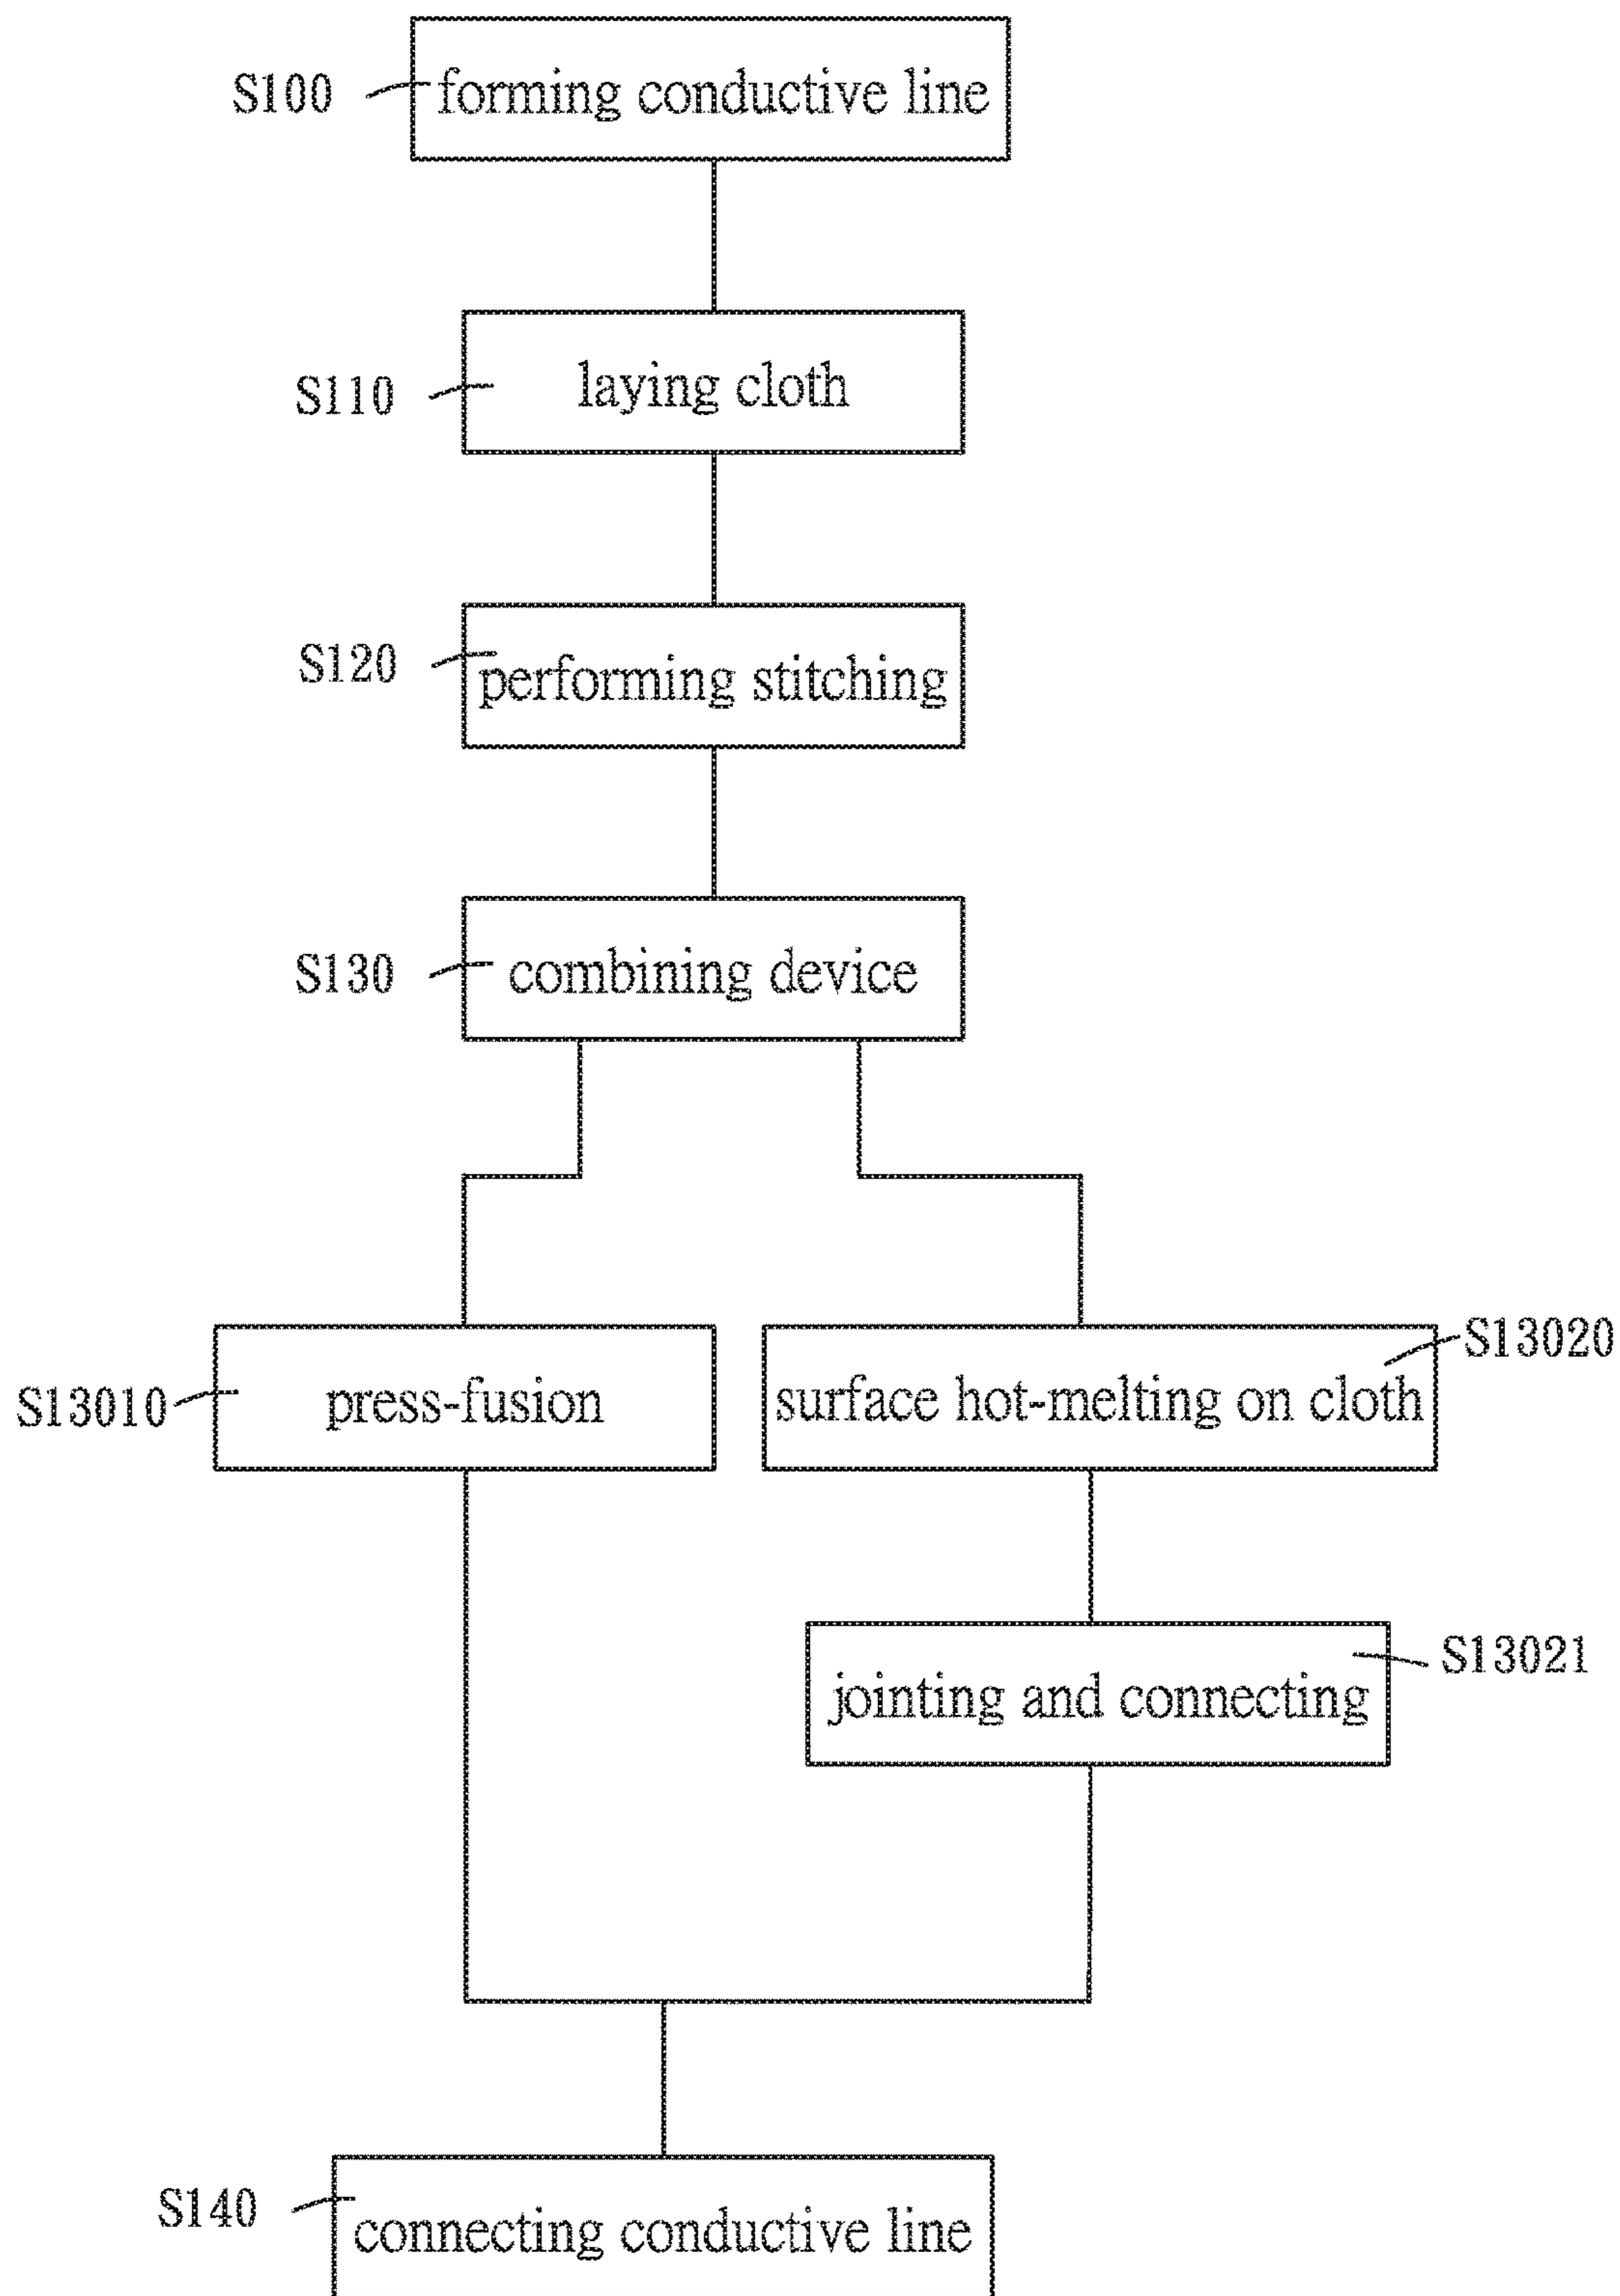 S100
forming conductive line
S110
laying cloth
S120
performing stitching
S130
combining device
S13010
press-fusion
S13020
surface hot-melting on cloth
S13021
jointing and connecting
S140
connecting conductive line